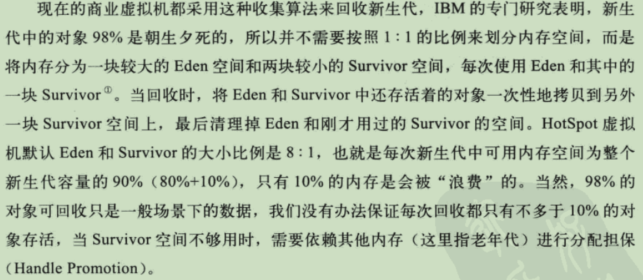 现在的商业虚拟机都采用这种收集算法来回收新生代，IBM 的专门研究表明，新生
代中的对象 98% 是朝生夕死的，所以并不需要按照 1：1 的比例来划分内存空间，而是
将内存分为一块较大的 Eden 空间和两块较小的 Survivor 空间，每次使用 Eden 和其中的
一块 Survivor①。当回收时，将 Eden 和 Survivor 中还存活着的对象一次性地拷贝到另外
一块 Survivor 空间上，最后清理掉 Eden 和刚才用过的 Survivor 的空间。HotSpot 虚拟
机默认 Eden 和 Survivor 的大小比例是 8：1，也就是每次新生代中可用内存空间为整个
新生代容量的 90%（80%+10%），只有 10% 的内存是会被“浪费”的。当然，98% 的
对象可回收只是一般场景下的数据，我们没有办法保证每次回收都只有不多于 10% 的对
象存活，当 Survivor 空间不够用时，需要依赖其他内存（这里指老年代）进行分配担保
（Handle Promotion）。